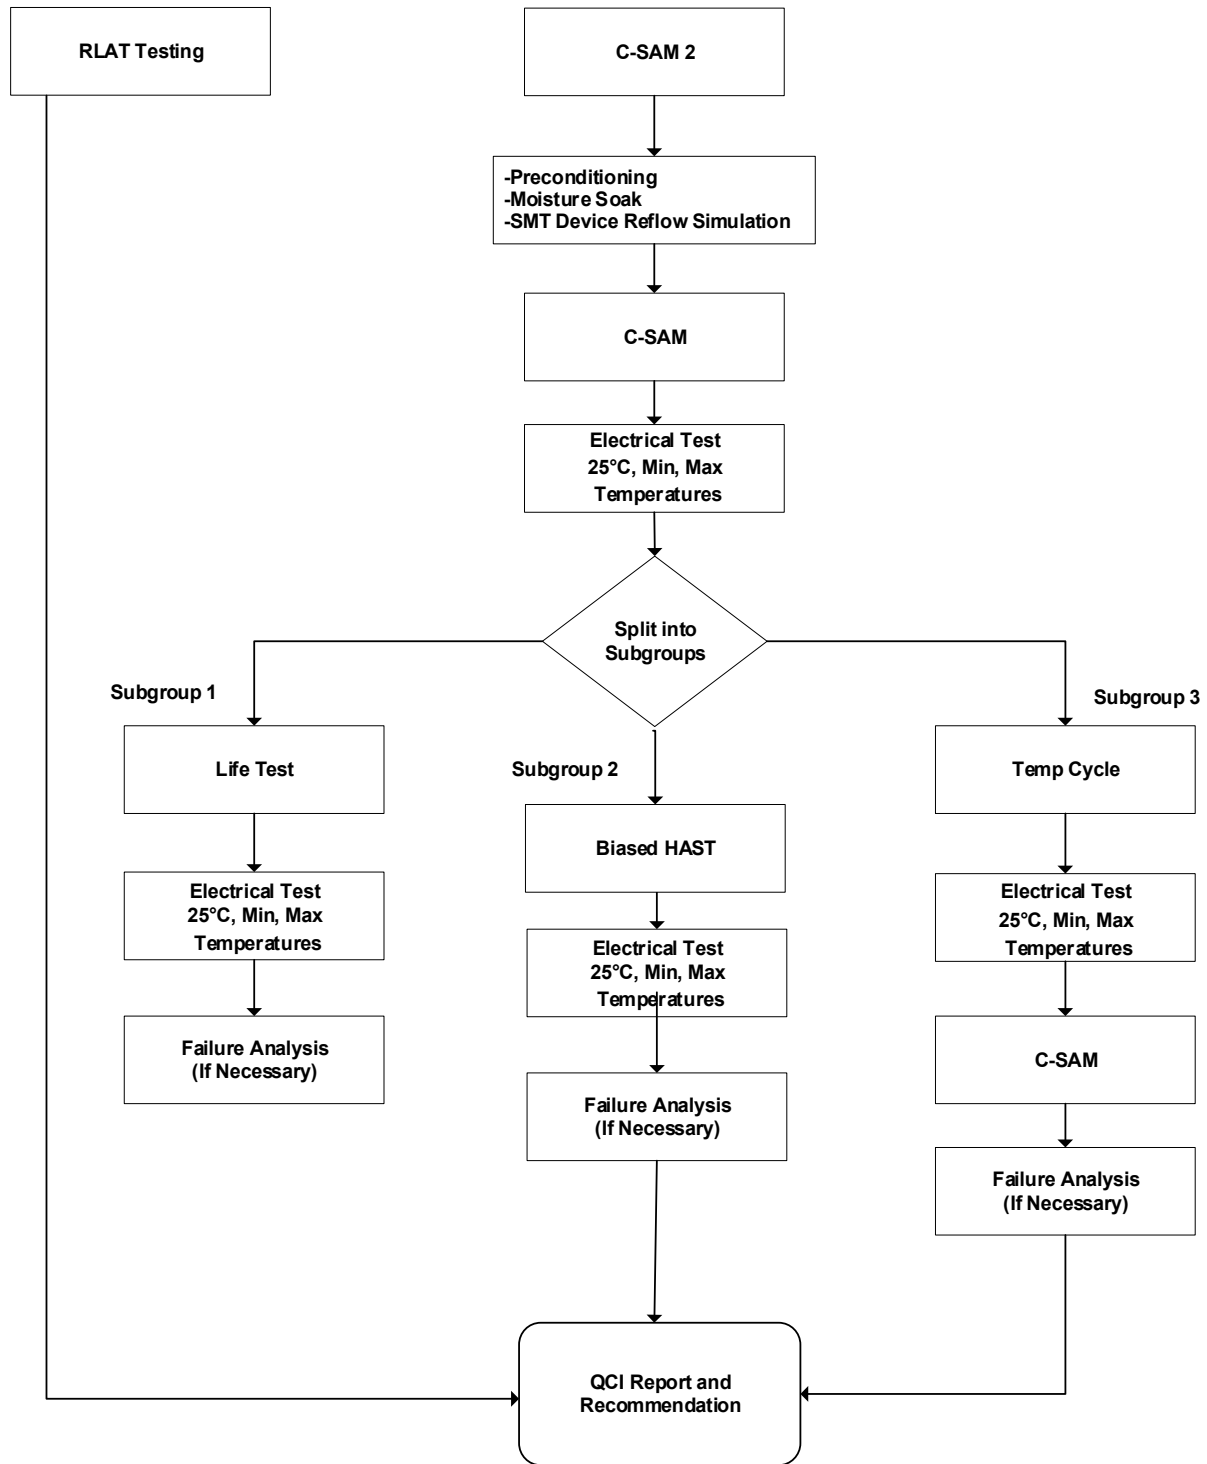 RLAT Testing
C-SAM 2
-Preconditioning
-Moisture Soak
-SMT Device Reflow Simulation
C-SAM
Electrical Test
25°C, Min, Max
Temperatures
Split into
Subgroups
Subgroup 1
Life Test
Electrical Test
25°C, Min, Max
Temperatures
Failure Analysis
(If Necessary)
Subgroup 2
Biased HAST
Electrical Test
25°C, Min, Max
Temperatures
Failure Analysis
(If Necessary)
Subgroup 3
Temp Cycle
Electrical Test
25°C, Min, Max
Temperatures
C-SAM
Failure Analysis
(If Necessary)
QCI Report and
Recommendation